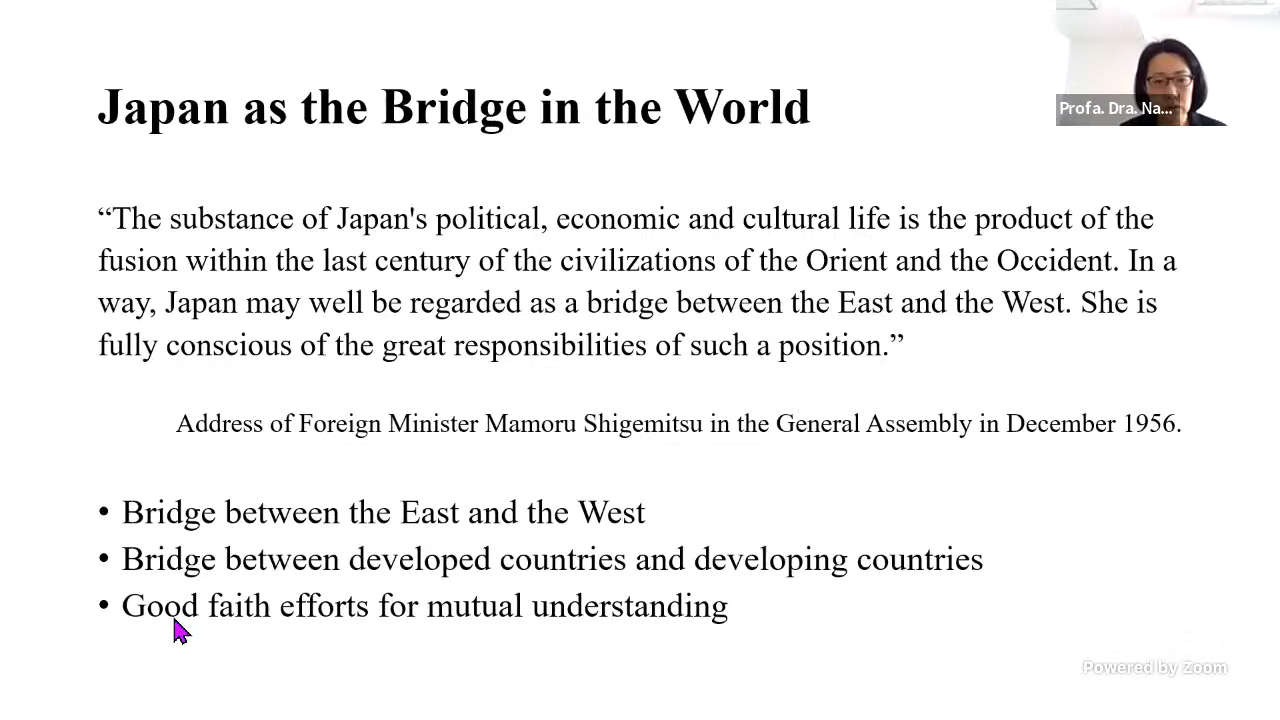 Japan as the Bridge in the World
Profa. Dra. Na...
“The substance of Japan's political, economic and cultural life is the product of the
fusion within the last century of the civilizations of the Orient and the Occident. In a
way, Japan may well be regarded as a bridge between the East and the West. She is
fully conscious of the great responsibilities of such a position.”
Address of Foreign Minister Mamoru Shigemitsu in the General Assembly in December 1956.
• Bridge between the East and the West
• Bridge between developed countries and developing countries
• Good faith efforts for mutual understanding
Powered by Zoom